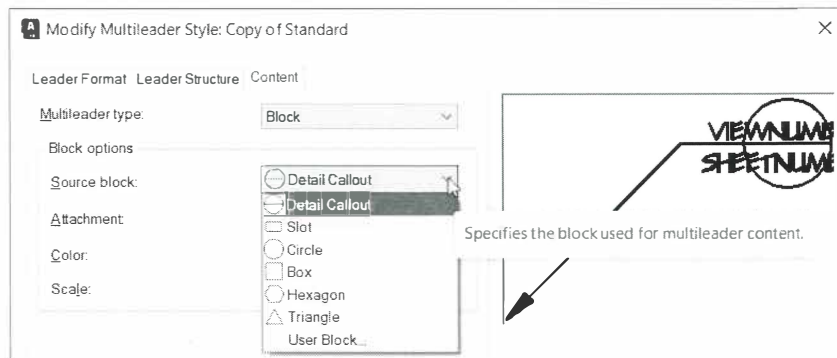 Modify Multileader Style: Copy of Standard
Leader Format Leader Structure Content
Multileader type: Block
Block options
Source block: Detail Callout
Detail Callout
Slot
Circle
Box
Hexagon
Triangle
User Block...
Attachment:
Color:
Scale:
VIEWNUME
SHEETNUME
Specifies the block used for multileader content.